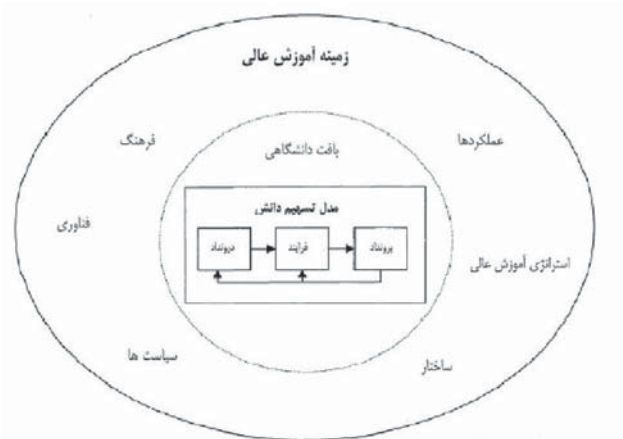 زمینه آموزش عالی
عملکردها
فرهنگ
بافت دانشگاهی
مدل تسهیم دانش
فناوری
درونداد
فرآیند
برونداد
استراتژی آموزش عالی
سیاست ها
ساختار